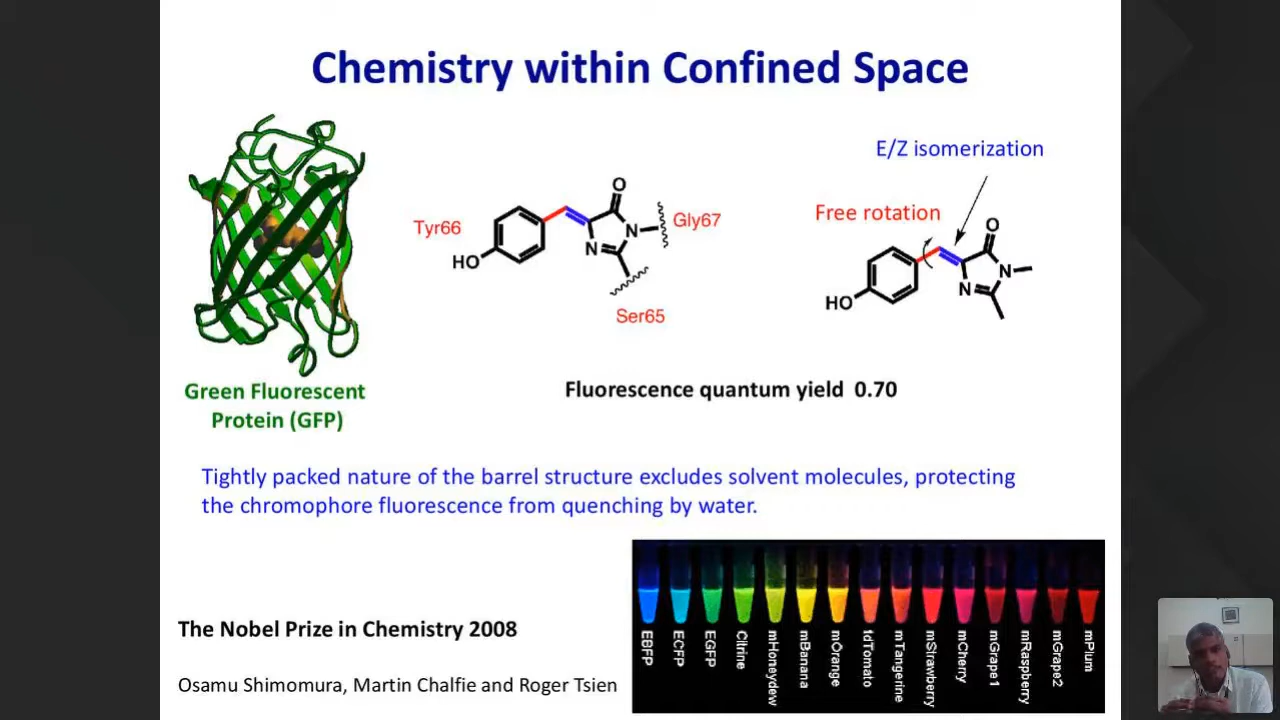 Chemistry within Confined Space
E/Z isomerization
Free rotation
Tyr66
Gly67
O
N
N
HO
Ser65
O
N
N
HO
Green Fluorescent
Protein (GFP)
Fluorescence quantum yield 0.70
Tightly packed nature of the barrel structure excludes solvent molecules, protecting
the chromophore fluorescence from quenching by water.
EBFP
ECFP
EGFP
Citrine
mHoneydew
mBanana
mOrange
tdTomato
mTangerine
mStrawberry
mCherry
mGrape1
mRaspberry
mGrape2
mPlum
The Nobel Prize in Chemistry 2008
Osamu Shimomura, Martin Chalfie and Roger Tsien